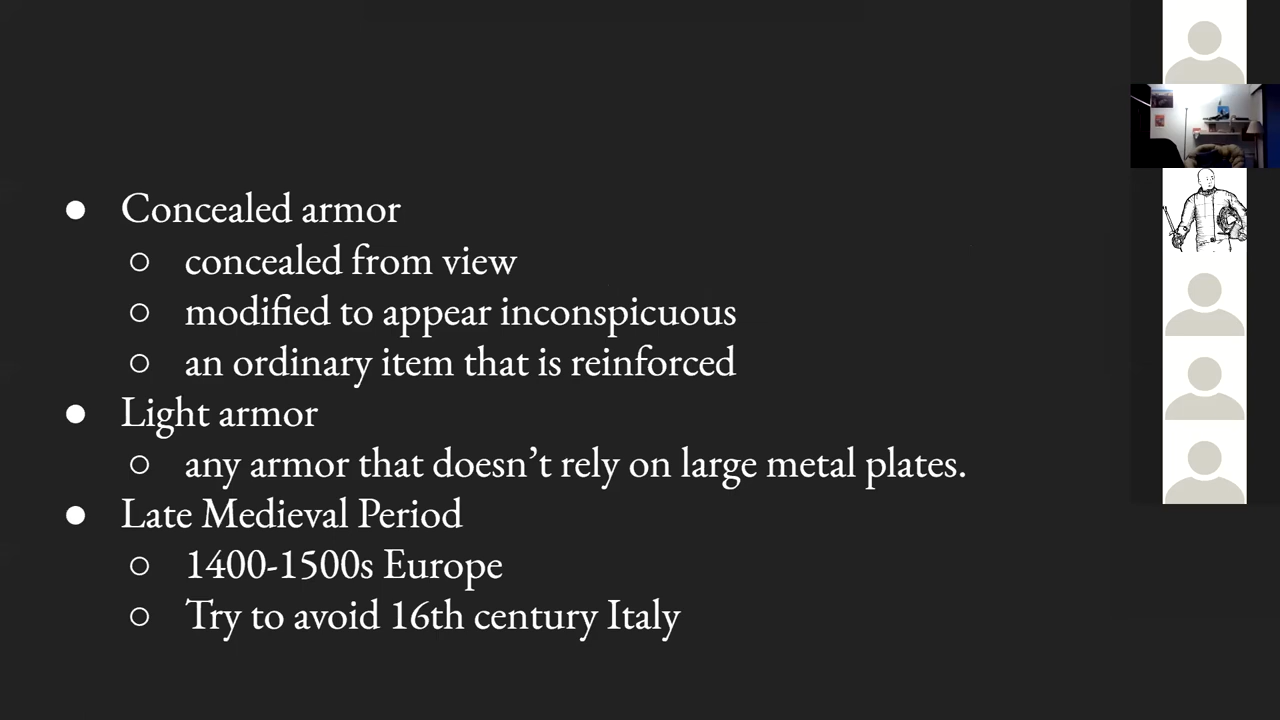 ● Concealed armor
○ concealed from view
○ modified to appear inconspicuous
○ an ordinary item that is reinforced
● Light armor
○ any armor that doesn’t rely on large metal plates.
● Late Medieval Period
○ 1400-1500s Europe
○ Try to avoid 16th century Italy